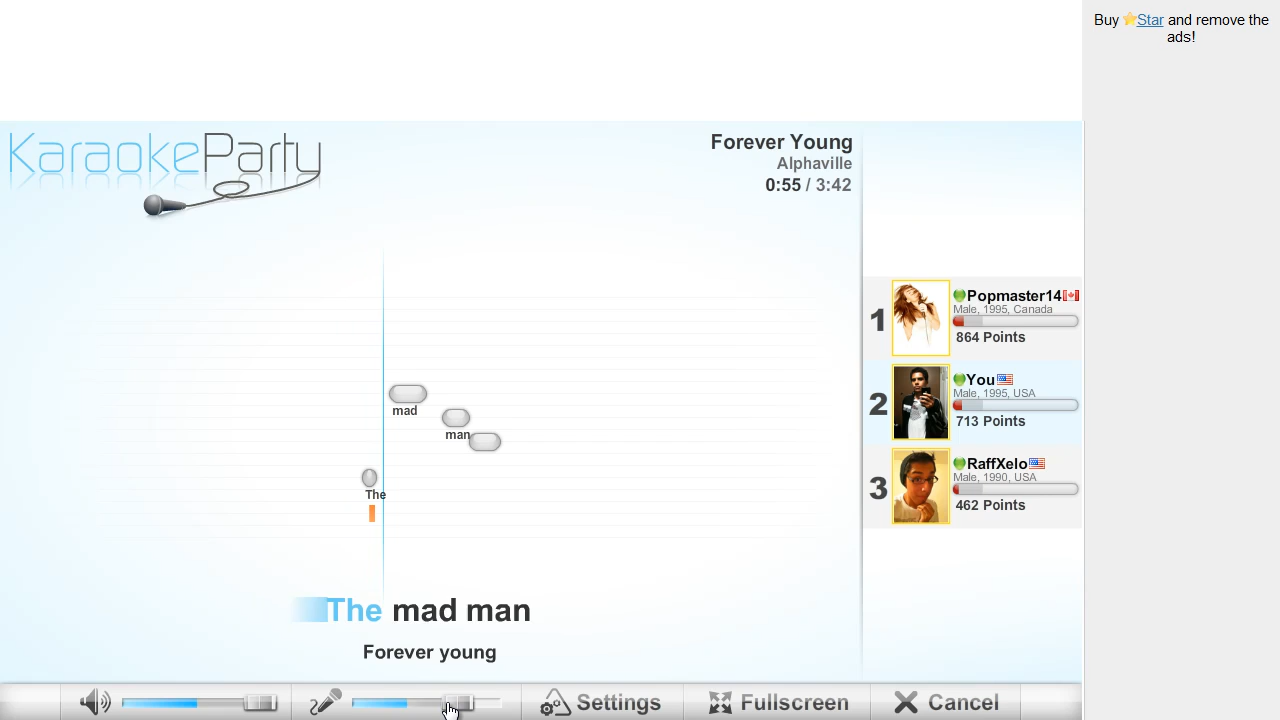 Buy Star and remove the
ads!
KaraokeParty
Forever Young
Alphaville
0:55 / 3:42
1
Popmaster14
Male, 1995, Canada
864 Points
2
You
Male, 1995, USA
713 Points
3
RaffXelo
Male, 1990, USA
462 Points
mad
man
The
The mad man
Forever young
Settings
Fullscreen
Cancel